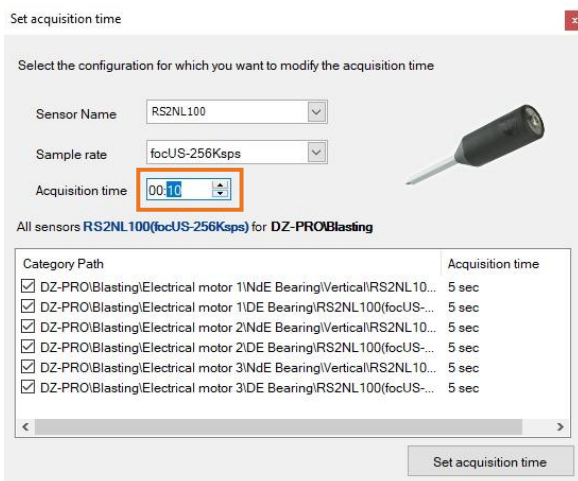 Set acquisition time
x
Select the configuration for which you want to modify the acquisition time
Sensor Name RS2NL100
Sample rate focUS-256Ksps
Acquisition time 00:10
All sensors RS2NL100(focUS-256Ksps) for DZ-PRO\Blasting
Category Path Acquisition time
DZ-PRO\Blasting\Electrical motor 1\NdE Bearing\Vertical\RS2NL10... 5 sec
DZ-PRO\Blasting\Electrical motor 1\DE Bearing\RS2NL100(focUS-... 5 sec
DZ-PRO\Blasting\Electrical motor 2\NdE Bearing\Vertical\RS2NL10... 5 sec
DZ-PRO\Blasting\Electrical motor 2\DE Bearing\RS2NL100(focUS-... 5 sec
DZ-PRO\Blasting\Electrical motor 3\NdE Bearing\Vertical\RS2NL10... 5 sec
DZ-PRO\Blasting\Electrical motor 3\DE Bearing\RS2NL100(focUS-... 5 sec
Set acquisition time